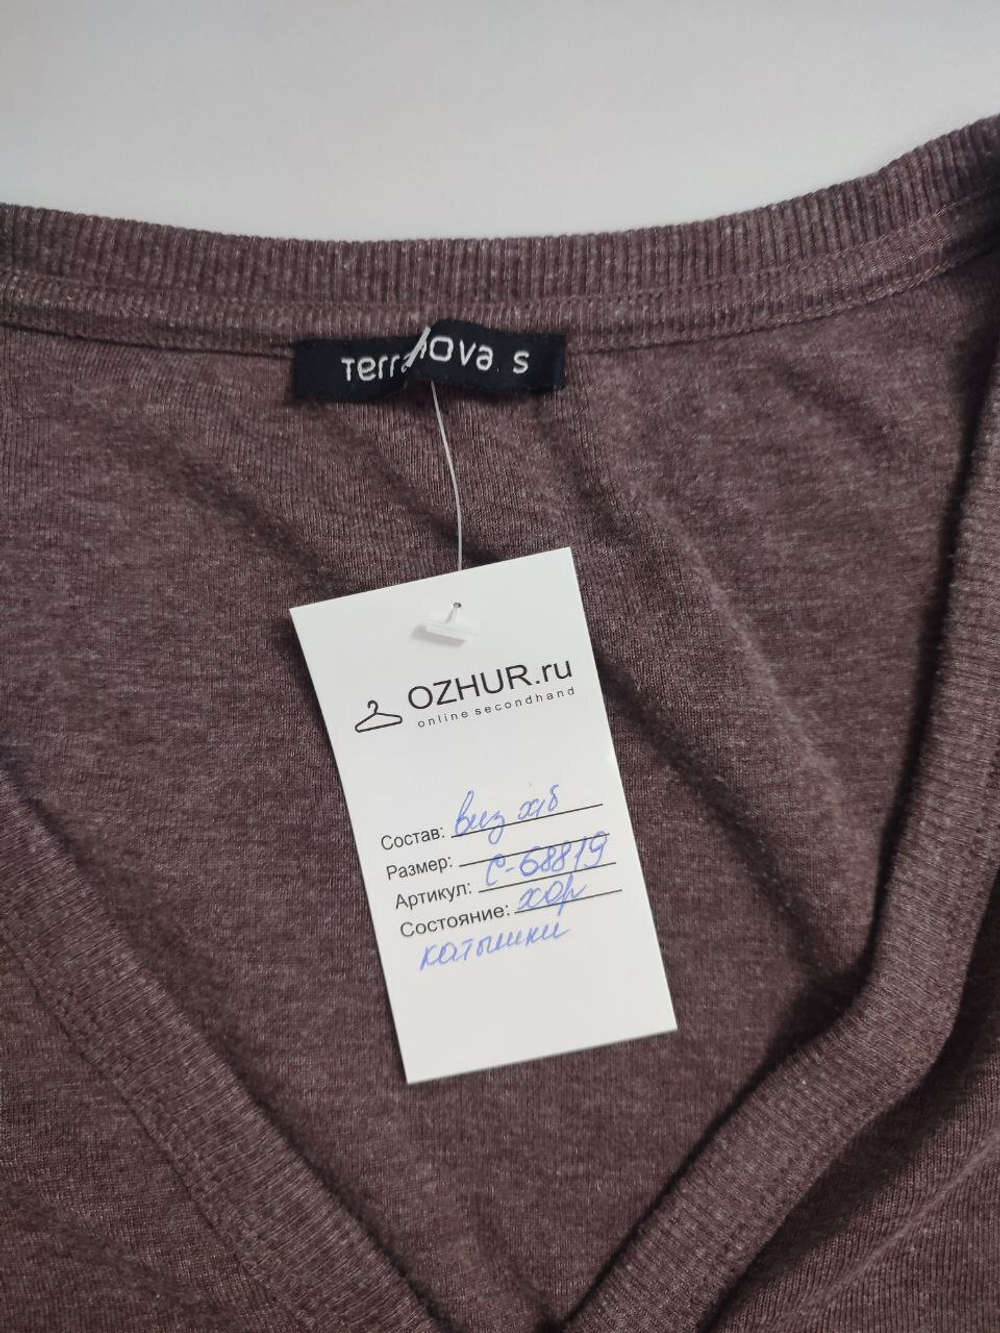 Terranova. S
OZHUR.ru
online secondhand
Состав: виз х/б
Размер:
Артикул: С-68819
Состояние: хор
катышки